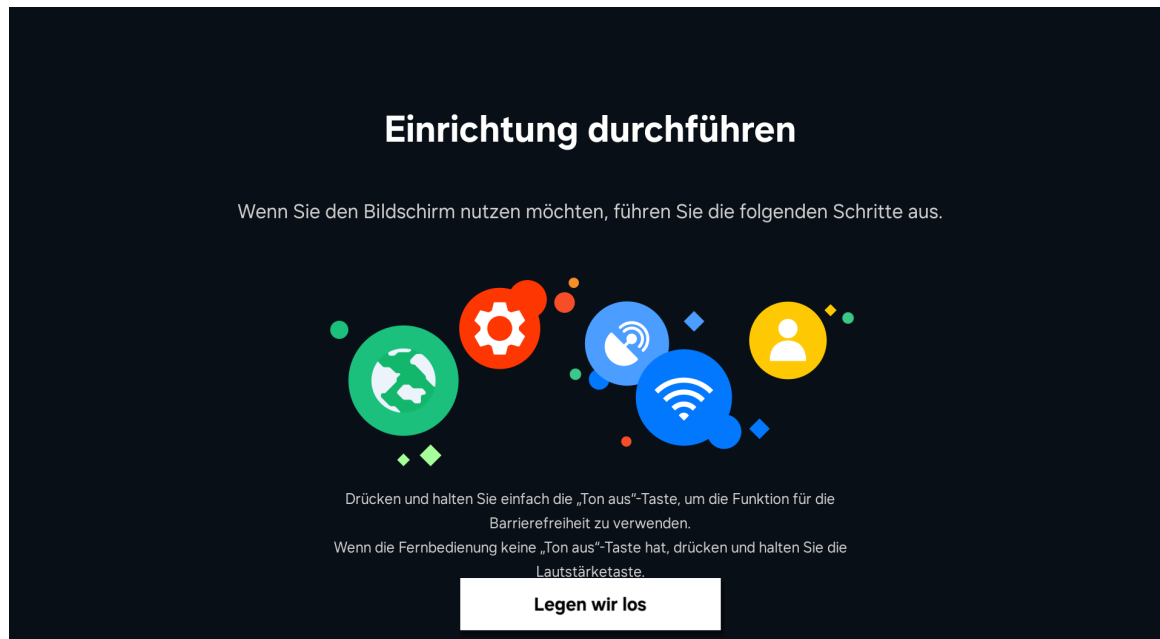 Einrichtung durchführen
Wenn Sie den Bildschirm nutzen möchten, führen Sie die folgenden Schritte aus.
Drücken und halten Sie einfach die „Ton aus“-Taste, um die Funktion für die
Barrierefreiheit zu verwenden.
Wenn die Fernbedienung keine „Ton aus“-Taste hat, drücken und halten Sie die
Lautstärketaste.
Legen wir los